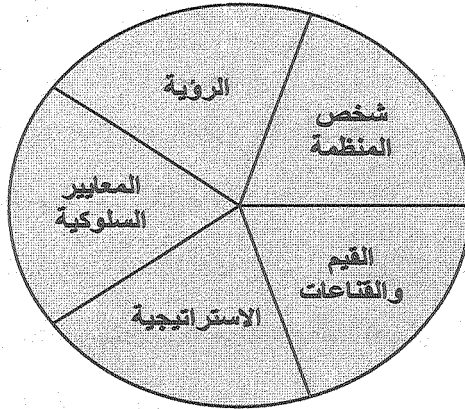 الرؤية
شخص
المنظمة
المعايير
السلوكية
القيم
والقناعات
الاستراتيجية